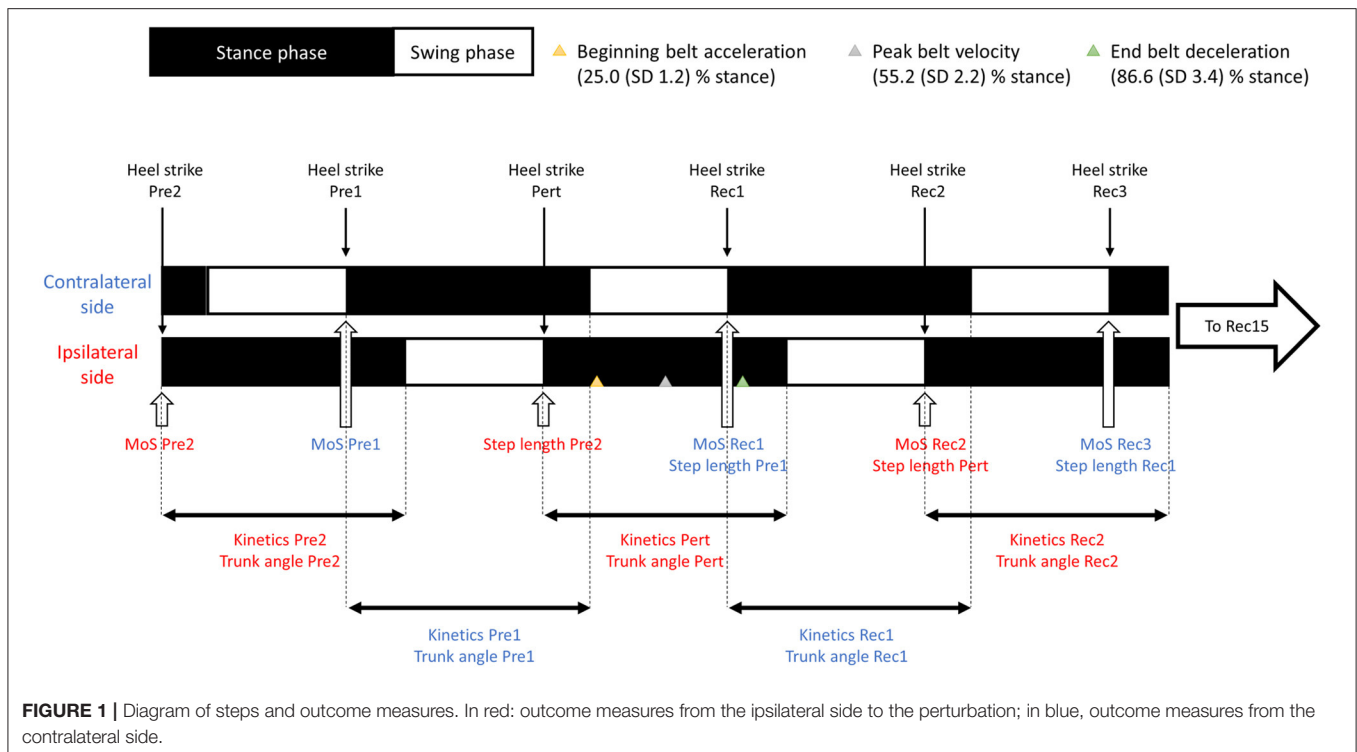 Stance phase
Swing phase
Beginning belt acceleration
(25.0 (SD 1.2) % stance)
Peak belt velocity
(55.2 (SD 2.2) % stance)
End belt deceleration
(86.6 (SD 3.4) % stance)
Heel strike
Pre2
Heel strike
Pre1
Heel strike
Pert
Heel strike
Rec1
Heel strike
Rec2
Heel strike
Rec3
Contralateral
side
Ipsilateral
side
To Rec15
MoS Pre2
MoS Pre1
Step length Pre2
MoS Rec1
Step length Pre1
MoS Rec2
Step length Pert
MoS Rec3
Step length Rec1
Kinetics Pre2
Trunk angle Pre2
Kinetics Pert
Trunk angle Pert
Kinetics Rec2
Trunk angle Rec2
Kinetics Pre1
Trunk angle Pre1
Kinetics Rec1
Trunk angle Rec1
FIGURE 1 | Diagram of steps and outcome measures. In red: outcome measures from the ipsilateral side to the perturbation; in blue, outcome measures from the
contralateral side.